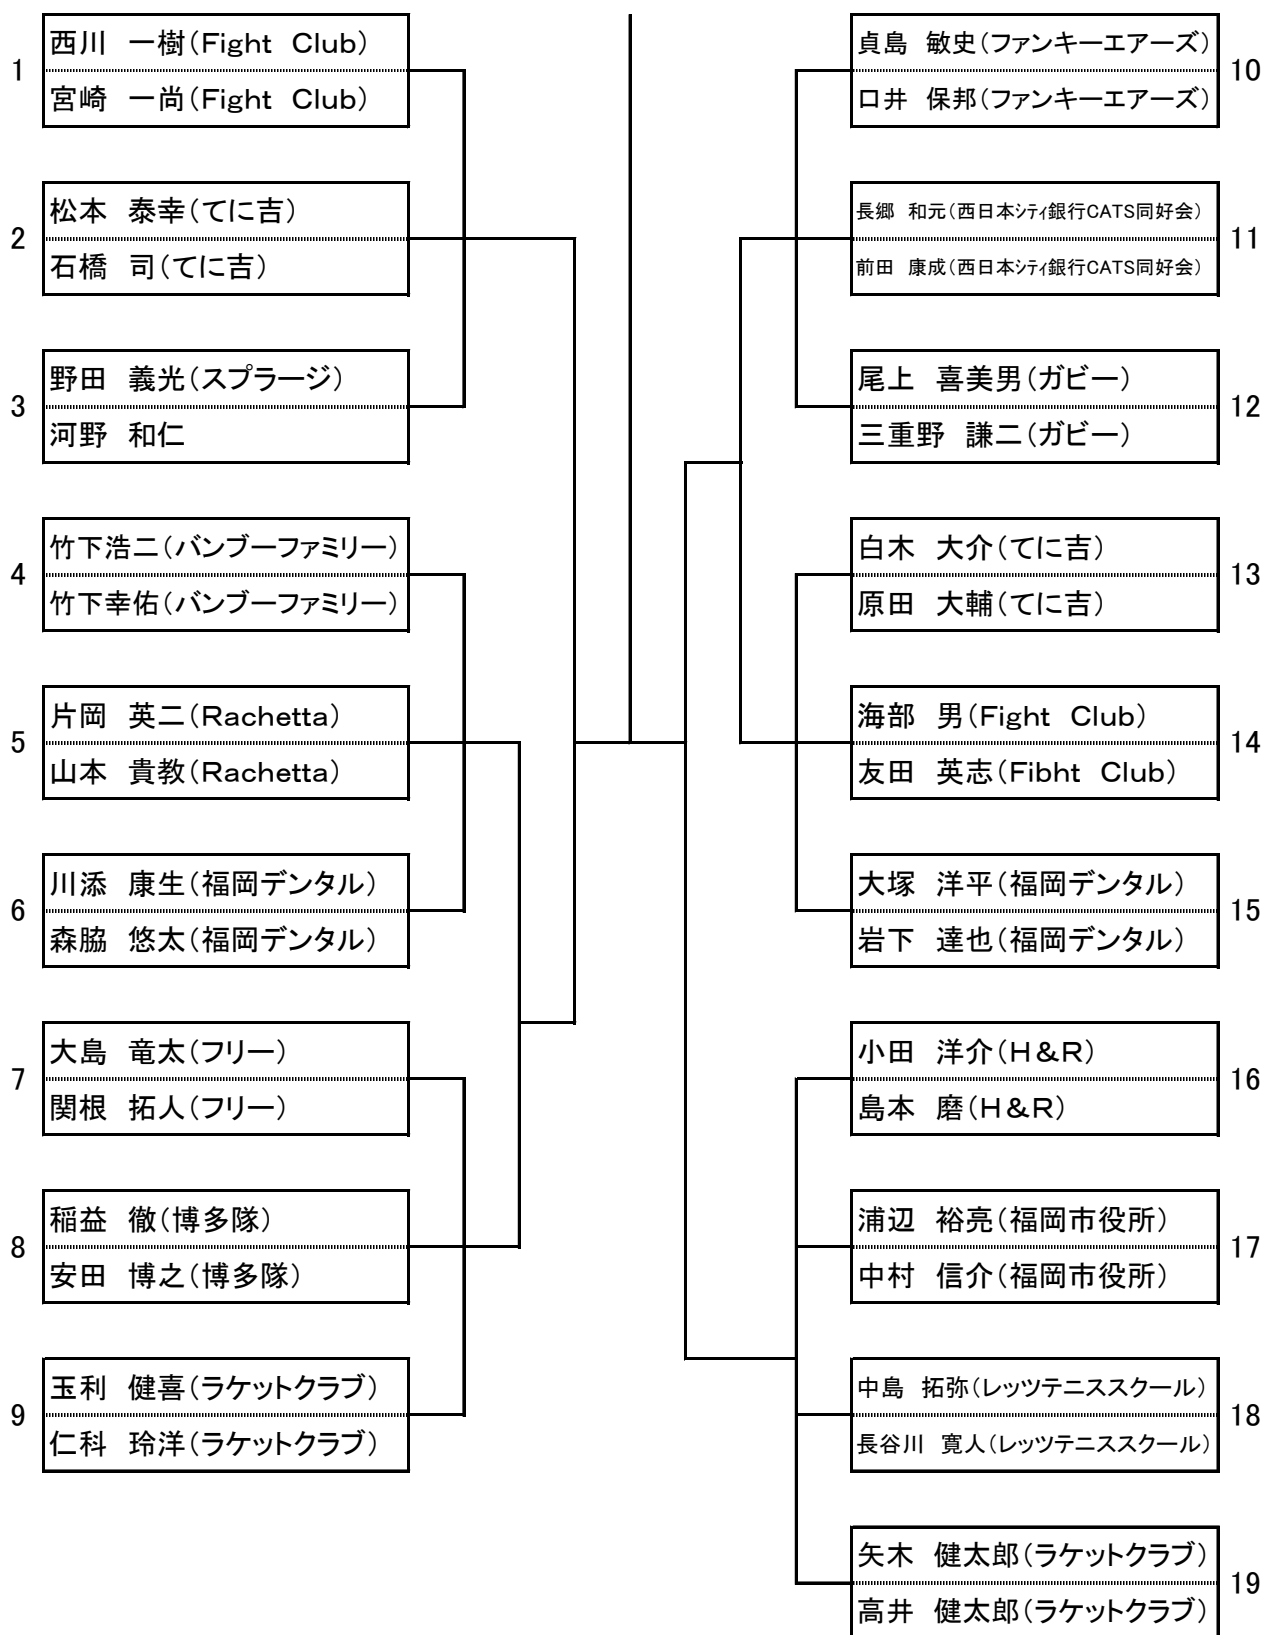 1
西川　一樹(Fight　Club)
宮崎　一尚(Fight　Club)
2
松本　泰幸(てに吉)
石橋　司(てに吉)
3
野田　義光(スプラージ)
河野　和仁
4
竹下浩二(バンブーファミリー)
竹下幸佑(バンブーファミリー)
5
片岡　英二(Rachetta)
山本　貴教(Rachetta)
6
川添　康生(福岡デンタル)
森脇　悠太(福岡デンタル)
7
大島　竜太(フリー)
関根　拓人(フリー)
8
稲益　徹(博多隊)
安田　博之(博多隊)
9
玉利　健喜(ラケットクラブ)
仁科　玲洋(ラケットクラブ)
貞島　敏史(ファンキーエアーズ)
口井　保邦(ファンキーエアーズ)
10
長郷　和元(西日本シティ銀行CATS同好会)
前田　康成(西日本シティ銀行CATS同好会)
11
尾上　喜美男(ガビー)
三重野　謙二(ガビー)
12
白木　大介(てに吉)
原田　大輔(てに吉)
13
海部　男(Fight　Club)
友田　英志(Fibht　Club)
14
大塚　洋平(福岡デンタル)
岩下　達也(福岡デンタル)
15
小田　洋介(H&R)
島本　磨(H&R)
16
浦辺　裕亮(福岡市役所)
中村　信介(福岡市役所)
17
中島　拓弥(レッツテニススクール)
長谷川　寛人(レッツテニススクール)
18
矢木　健太郎(ラケットクラブ)
高井　健太郎(ラケットクラブ)
19